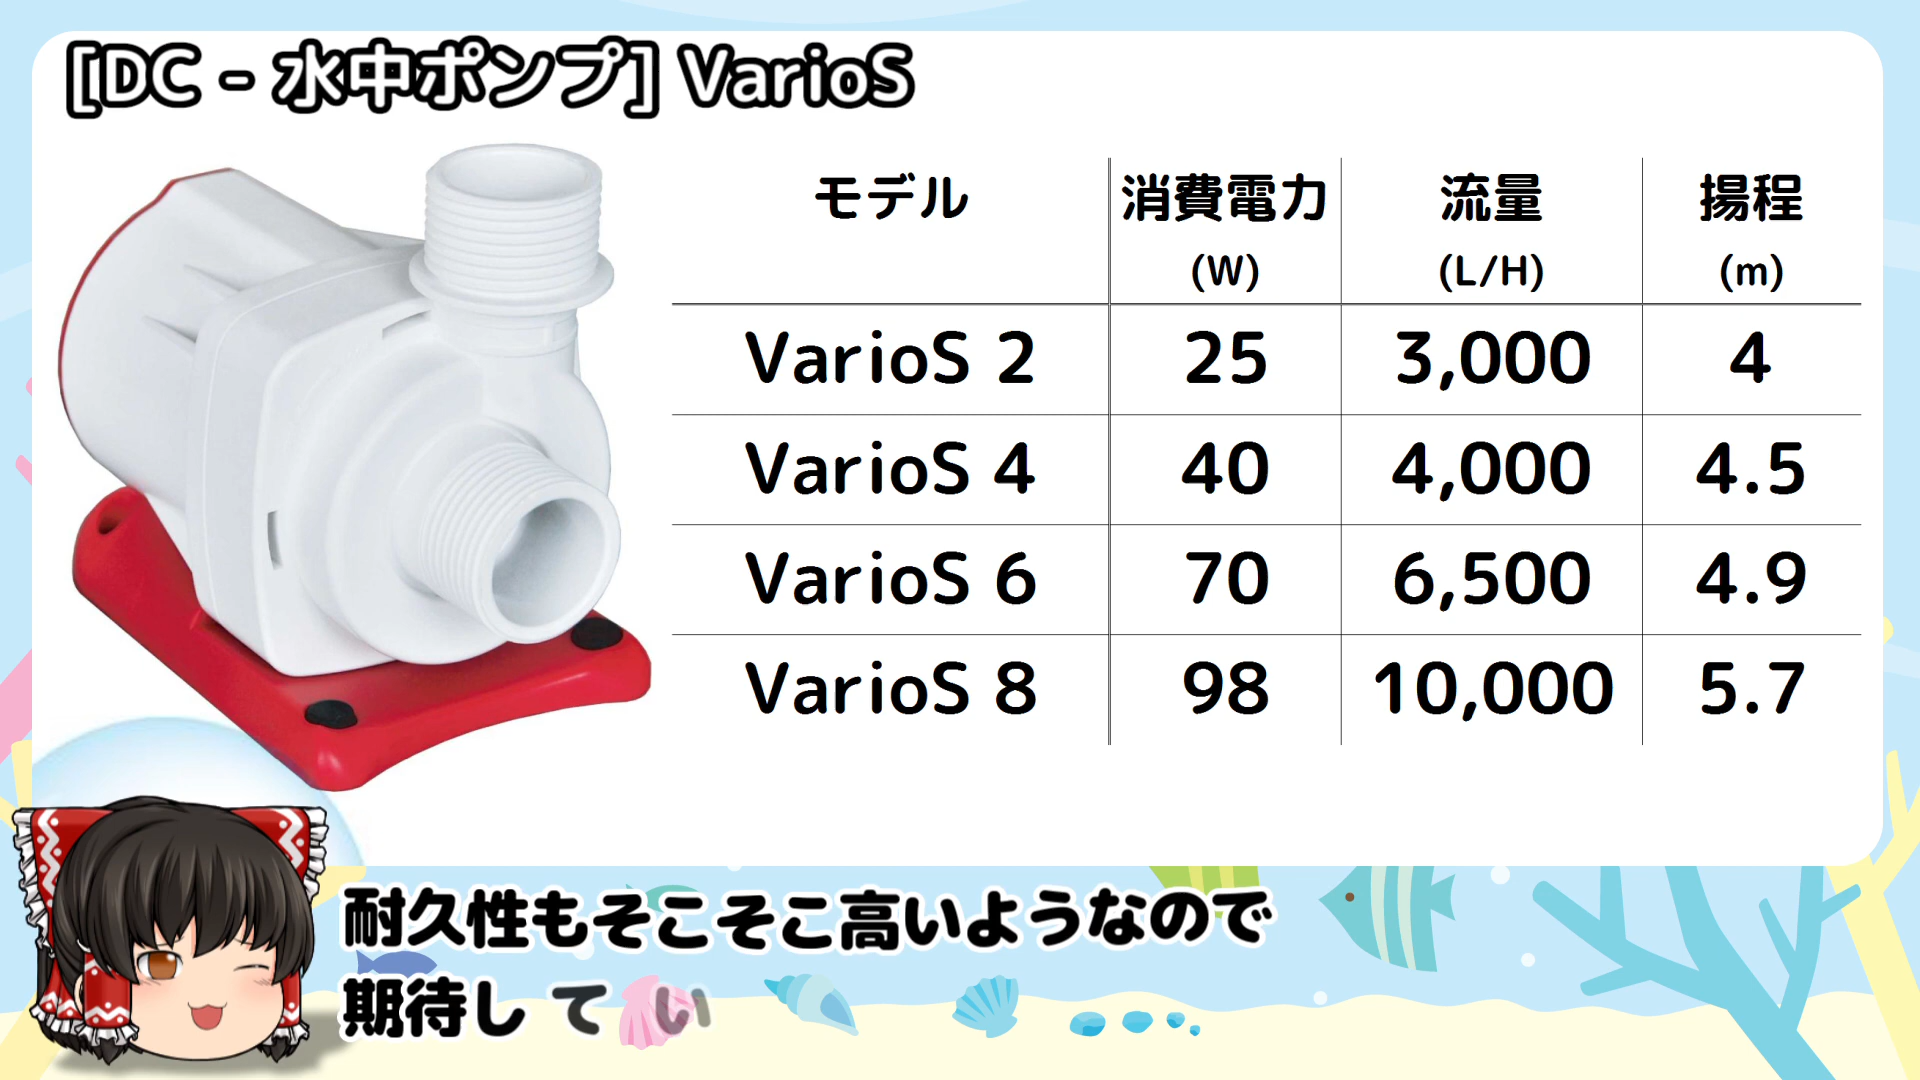 [DC - 水中ポンプ] VarioS
モデル 消費電力 流量 揚程
(W) (L/H) (m)
VarioS 2 25 3,000 4
VarioS 4 40 4,000 4.5
VarioS 6 70 6,500 4.9
VarioS 8 98 10,000 5.7
耐久性もそこそこ高いようなので
期待してい